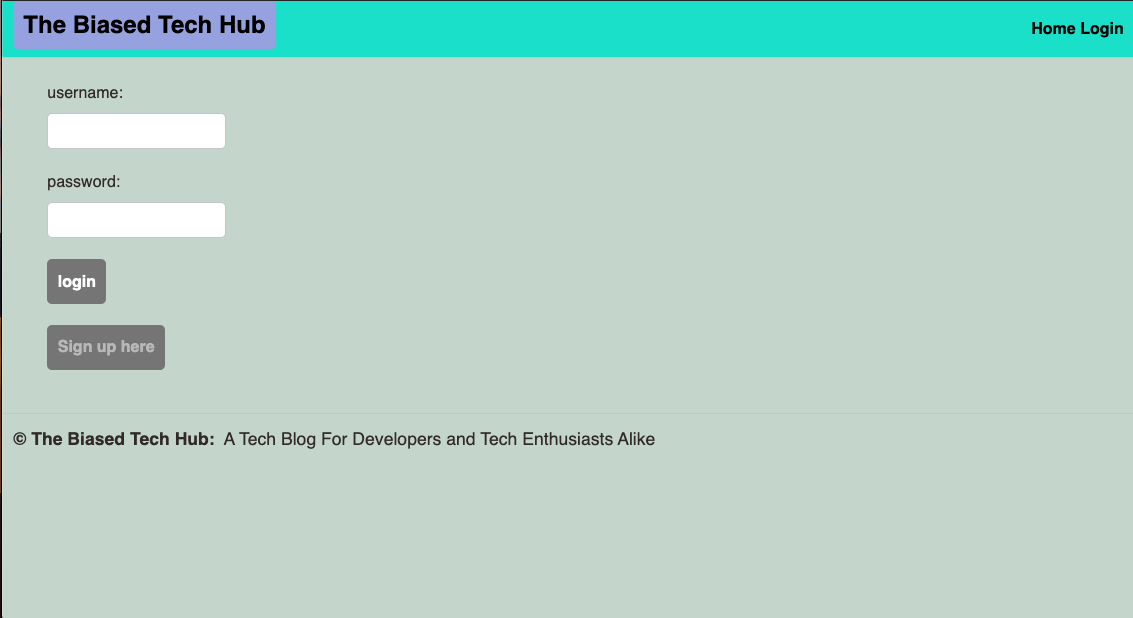 The Biased Tech Hub
Home Login
username:
password:
login
Sign up here
© The Biased Tech Hub: A Tech Blog For Developers and Tech Enthusiasts Alike